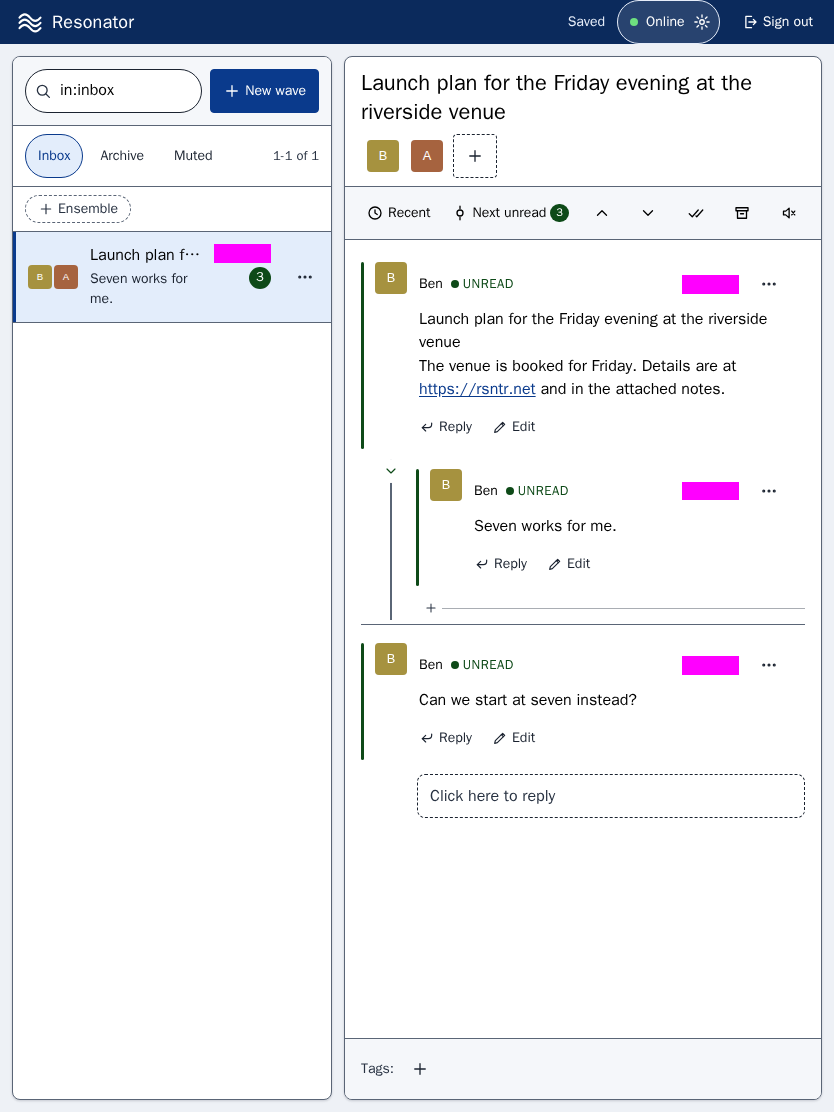 Resonator
Saved
Online
Sign out
in:inbox
New wave
Inbox
Archive
Muted
1-1 of 1
Ensemble
B
A
Launch plan f···
Seven works for
me.
3
Launch plan for the Friday evening at the
riverside venue
B
A
Recent
Next unread 3
B
Ben
UNREAD
Launch plan for the Friday evening at the riverside
venue
The venue is booked for Friday. Details are at
https://rsntr.net and in the attached notes.
Reply
Edit
B
Ben
UNREAD
Seven works for me.
Reply
Edit
B
Ben
UNREAD
Can we start at seven instead?
Reply
Edit
Click here to reply
Tags: